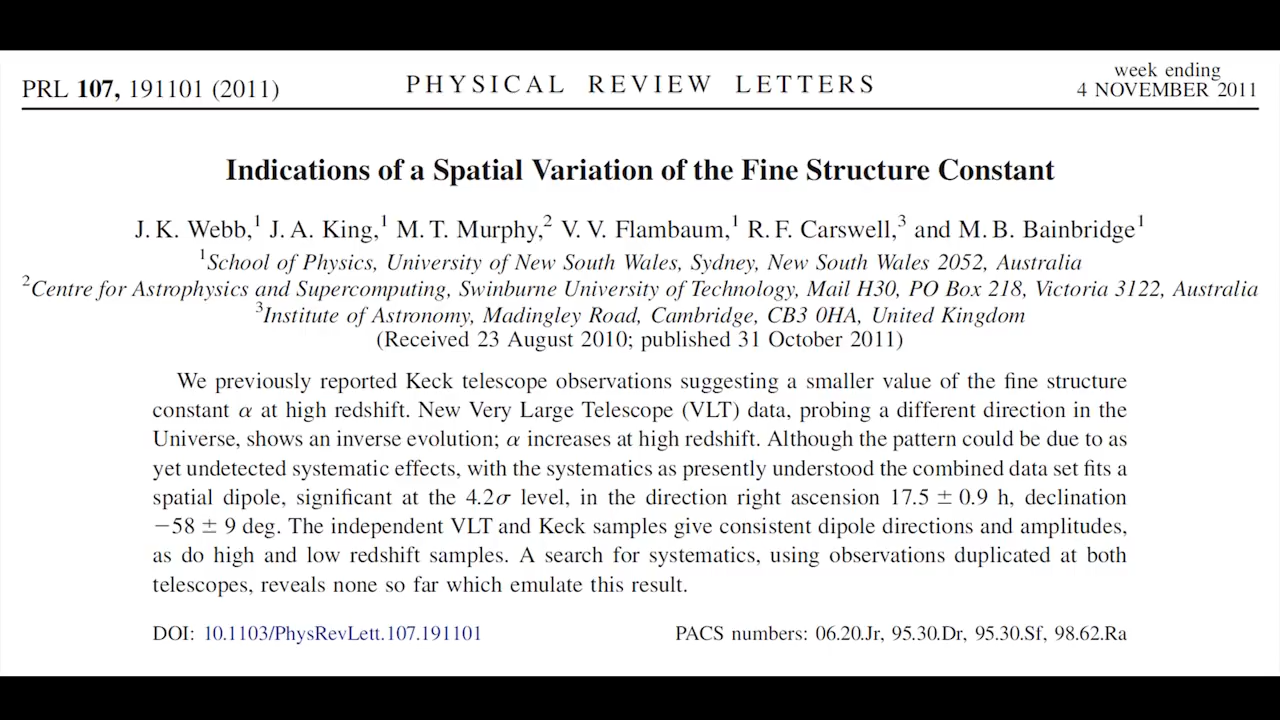 PRL 107, 191101 (2011)
PHYSICAL REVIEW LETTERS
week ending
4 NOVEMBER 2011
Indications of a Spatial Variation of the Fine Structure Constant
J. K. Webb,¹ J. A. King,¹ M. T. Murphy,² V. V. Flambaum,¹ R. F. Carswell,³ and M. B. Bainbridge¹
¹School of Physics, University of New South Wales, Sydney, New South Wales 2052, Australia
²Centre for Astrophysics and Supercomputing, Swinburne University of Technology, Mail H30, PO Box 218, Victoria 3122, Australia
³Institute of Astronomy, Madingley Road, Cambridge, CB3 0HA, United Kingdom
(Received 23 August 2010; published 31 October 2011)
We previously reported Keck telescope observations suggesting a smaller value of the fine structure
constant α at high redshift. New Very Large Telescope (VLT) data, probing a different direction in the
Universe, shows an inverse evolution; α increases at high redshift. Although the pattern could be due to as
yet undetected systematic effects, with the systematics as presently understood the combined data set fits a
spatial dipole, significant at the 4.2σ level, in the direction right ascension 17.5 ± 0.9 h, declination
−58 ± 9 deg. The independent VLT and Keck samples give consistent dipole directions and amplitudes,
as do high and low redshift samples. A search for systematics, using observations duplicated at both
telescopes, reveals none so far which emulate this result.
DOI: 10.1103/PhysRevLett.107.191101
PACS numbers: 06.20.Jr, 95.30.Dr, 95.30.Sf, 98.62.Ra